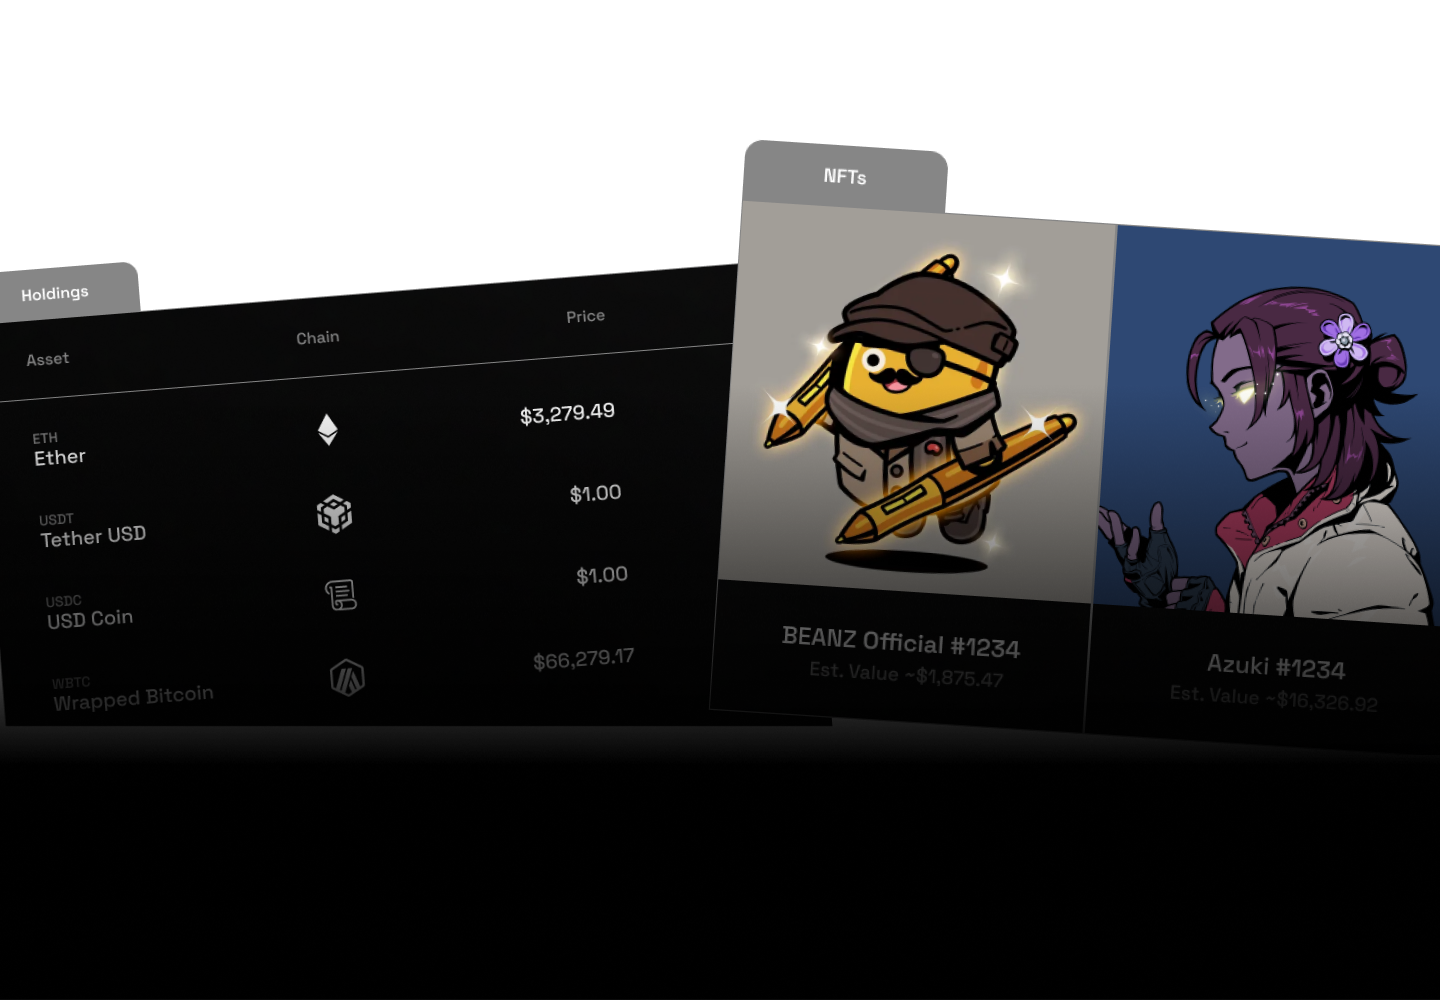 Holdings
Asset
Chain
Price
ETH
Ether
$3,279.49
USDT
Tether USD
$1.00
USDC
USD Coin
$1.00
WBTC
Wrapped Bitcoin
$66,279.17
NFTs
BEANZ Official #1234
Est. Value ~$1,875.47
Azuki #1234
Est. Value ~$16,326.92